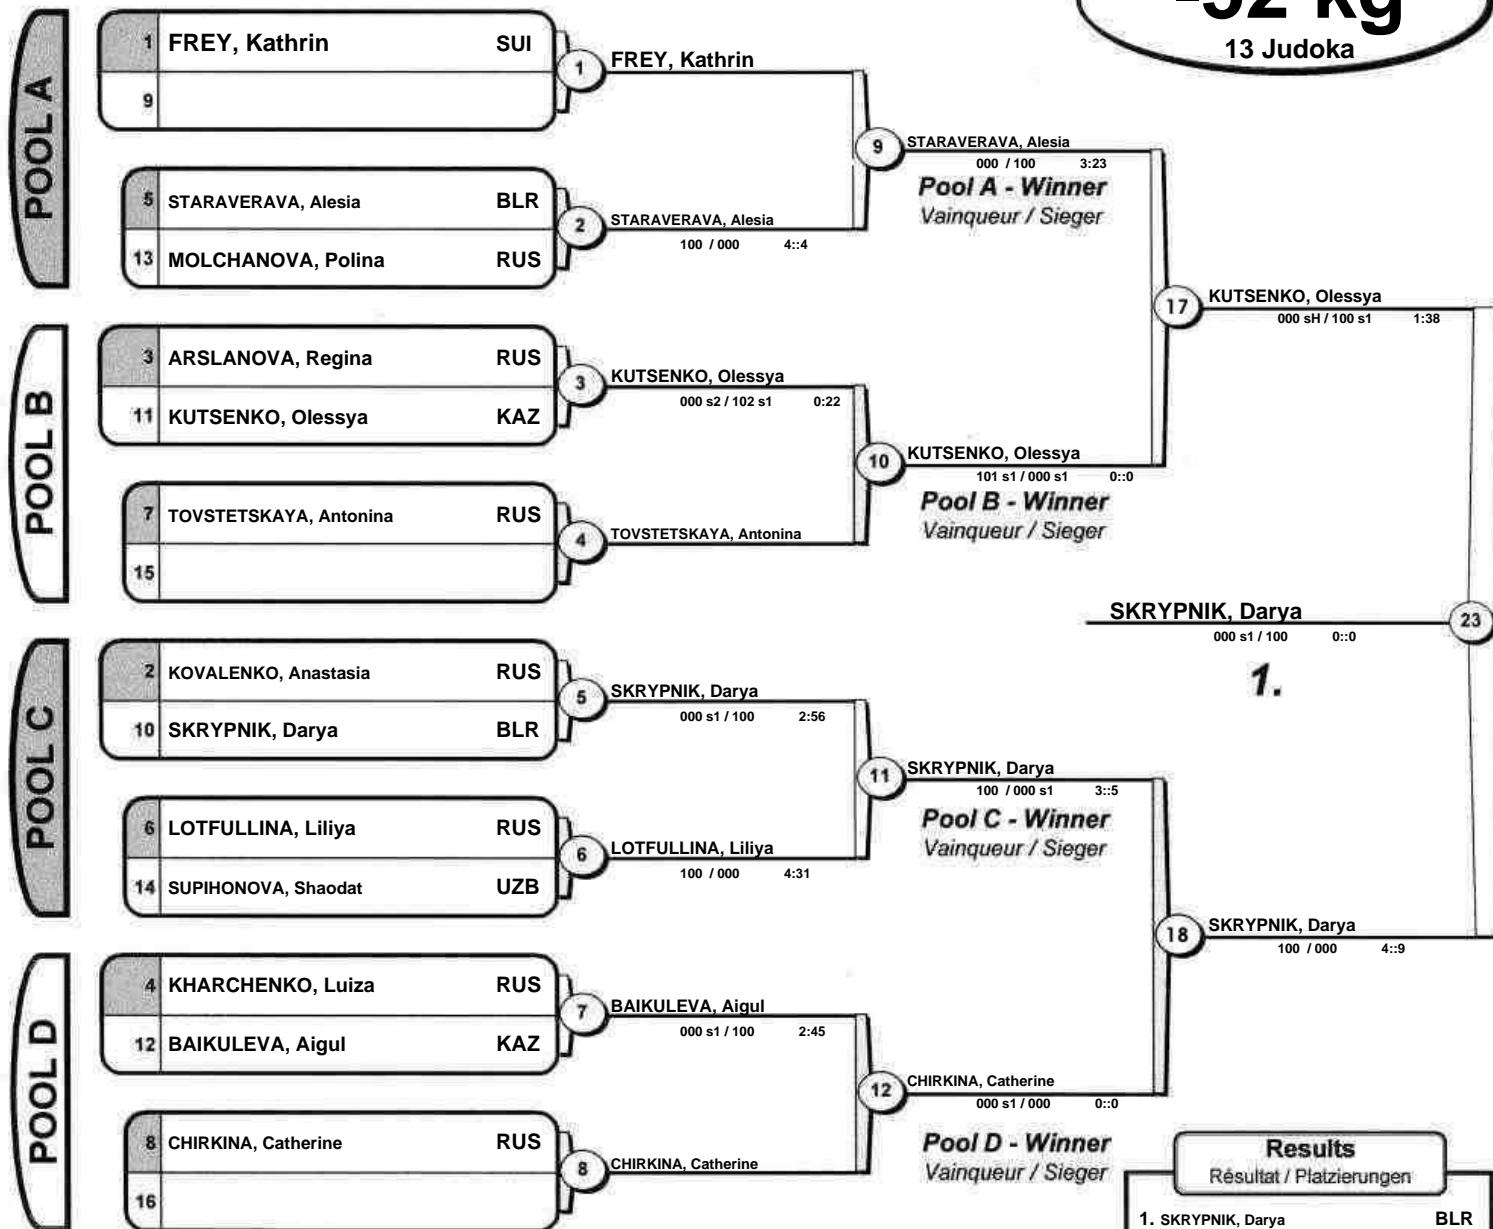 -52 kg
13 Judoka
POOL A
1 FREY, Kathrin SUI
9
1 FREY, Kathrin
5 STARAVERAVA, Alesia BLR
13 MOLCHANOVA, Polina RUS
2 STARAVERAVA, Alesia
100 / 000 4::4
9 STARAVERAVA, Alesia
000 / 100 3:23
Pool A - Winner
Vainqueur / Sieger
POOL B
3 ARSLANOVA, Regina RUS
11 KUTSENKO, Olessya KAZ
3 KUTSENKO, Olessya
000 s2 / 102 s1 0:22
7 TOVSTETSKAYA, Antonina RUS
15
4 TOVSTETSKAYA, Antonina
10 KUTSENKO, Olessya
101 s1 / 000 s1 0::0
Pool B - Winner
Vainqueur / Sieger
17 KUTSENKO, Olessya
000 sH / 100 s1 1:38
SKRYPNIK, Darya 23
000 s1 / 100 0::0
1.
POOL C
2 KOVALENKO, Anastasia RUS
10 SKRYPNIK, Darya BLR
5 SKRYPNIK, Darya
000 s1 / 100 2:56
6 LOTFULLINA, Liliya RUS
14 SUPIHONOVA, Shaodat UZB
6 LOTFULLINA, Liliya
100 / 000 4:31
11 SKRYPNIK, Darya
100 / 000 s1 3::5
Pool C - Winner
Vainqueur / Sieger
18 SKRYPNIK, Darya
100 / 000 4::9
POOL D
4 KHARCHENKO, Luiza RUS
12 BAIKULEVA, Aigul KAZ
7 BAIKULEVA, Aigul
000 s1 / 100 2:45
8 CHIRKINA, Catherine RUS
16
8 CHIRKINA, Catherine
12 CHIRKINA, Catherine
000 s1 / 000 0::0
Pool D - Winner
Vainqueur / Sieger
Results
Résultat / Platzierungen
1. SKRYPNIK, Darya BLR